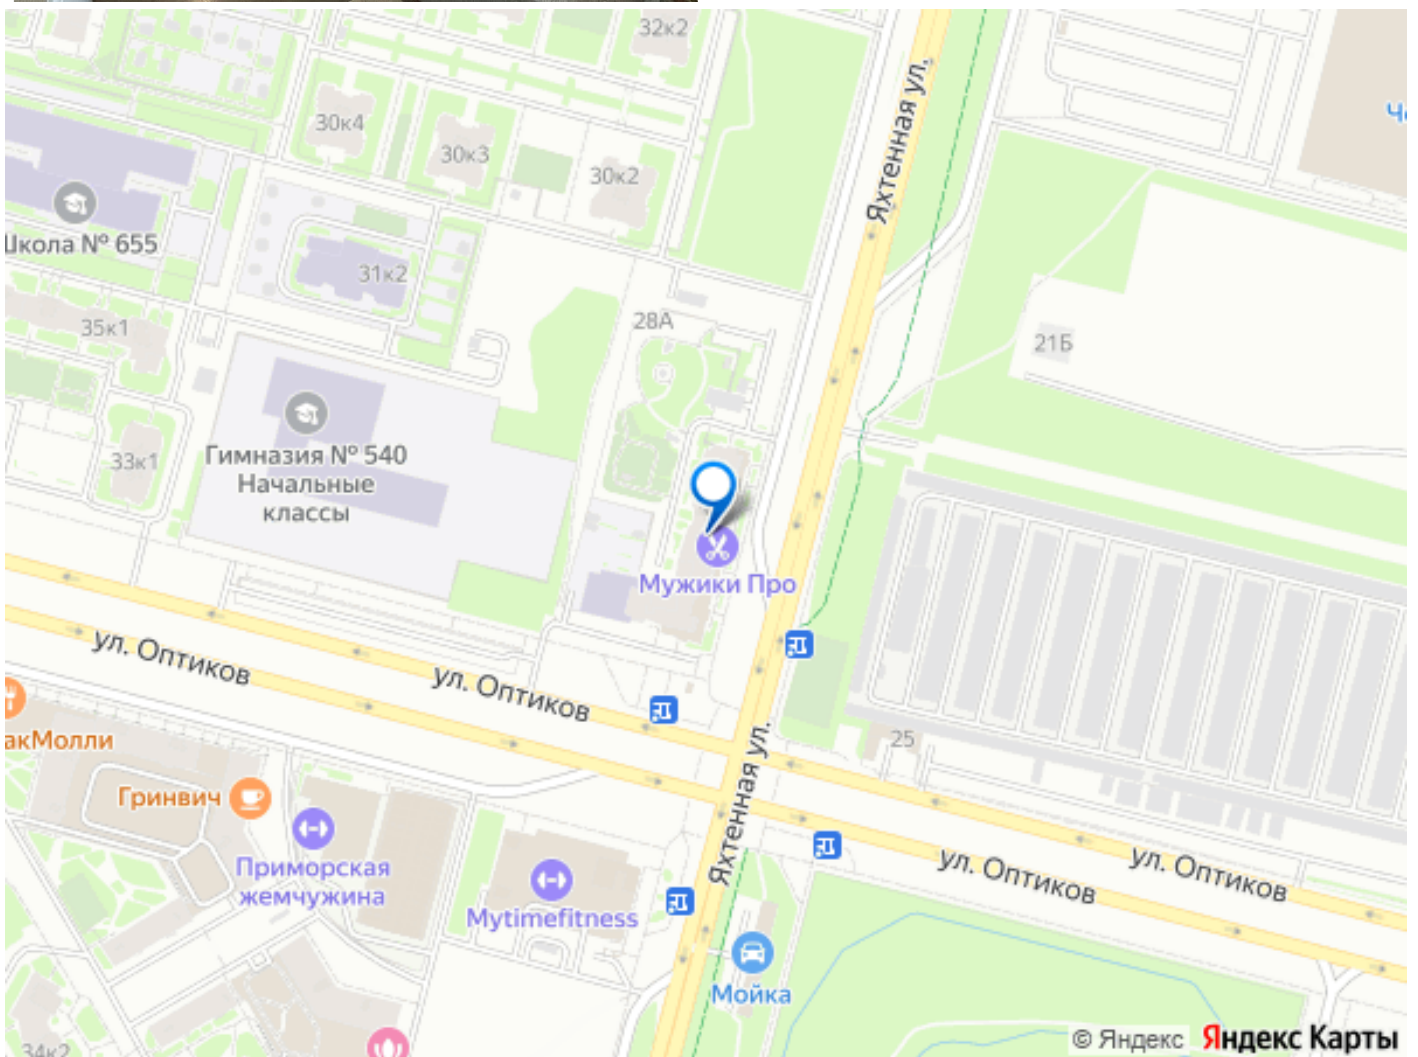 32к2
Яхтенная ул.
30к4
30к3
30к2
Школа № 655
31к2
28А
35к1
21Б
Гимназия № 540
Начальные
классы
33к1
Мужики Про
ул. Оптиков
ул. Оптиков
Яхтенная ул.
25
Гринвич
Приморская
жемчужина
Mytimefitness
ул. Оптиков
ул. Оптиков
Мойка
34к2
© Яндекс Яндекс Карты